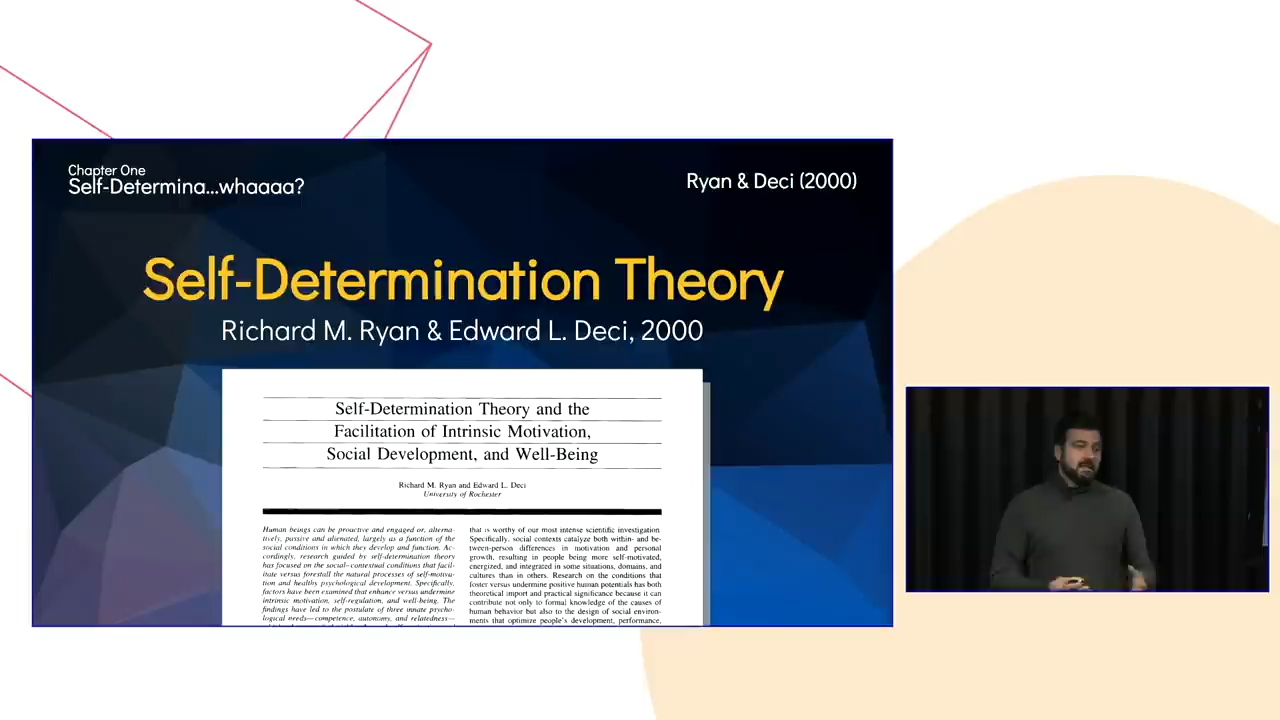 Chapter One
Self-Determina...whaaaa?
Ryan & Deci (2000)
Self-Determination Theory
Richard M. Ryan & Edward L. Deci, 2000
Self-Determination Theory and the
Facilitation of Intrinsic Motivation,
Social Development, and Well-Being
Richard M. Ryan and Edward L. Deci
University of Rochester
Human beings can be proactive and engaged or, alterna-
tively, passive and alienated, largely as a function of the
social conditions in which they develop and function. Ac-
cordingly, research guided by self-determination theory
has focused on the social–contextual conditions that facil-
itate versus forestall the natural processes of self-motiva-
tion and healthy psychological development. Specifically,
factors have been examined that enhance versus undermine
intrinsic motivation, self-regulation, and well-being. The
findings have led to the postulate of three innate psycho-
logical needs—competence, autonomy, and relatedness—
that is worthy of our most intense scientific investigation.
Specifically, social contexts catalyze both within- and be-
tween-person differences in motivation and personal
growth, resulting in people being more self-motivated,
energized, and integrated in some situations, domains, and
cultures than in others. Research on the conditions that
foster versus undermine positive human potentials has both
theoretical import and practical significance because it can
contribute not only to formal knowledge of the causes of
human behavior but also to the design of social environ-
ments that optimize people's development, performance,